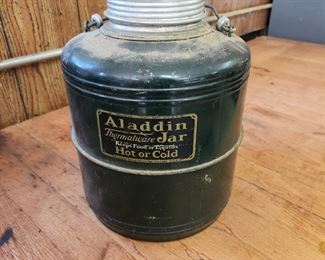 Aladdin
Thermalware Jar
Keeps Food or Liquids
Hot or Cold